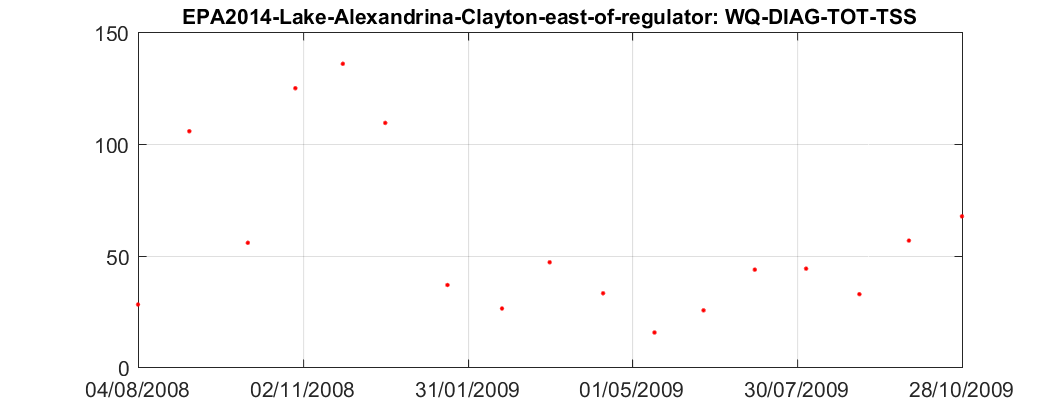 EPA2014-Lake-Alexandrina-Clayton-east-of-regulator: WQ-DIAG-TOT-TSS
150
100
50
0
04/08/2008 02/11/2008 31/01/2009 01/05/2009 30/07/2009 28/10/2009